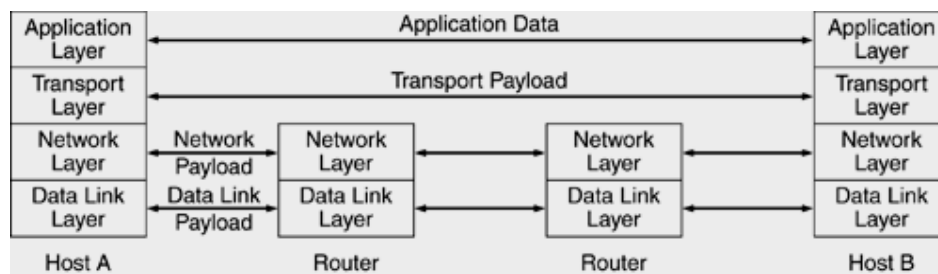 Application
Layer
Application Data
Application
Layer
Transport
Layer
Transport Payload
Transport
Layer
Network
Layer
Network
Payload
Network
Layer
Network
Layer
Network
Layer
Data Link
Layer
Data Link
Payload
Data Link
Layer
Data Link
Layer
Data Link
Layer
Host A
Router
Router
Host B